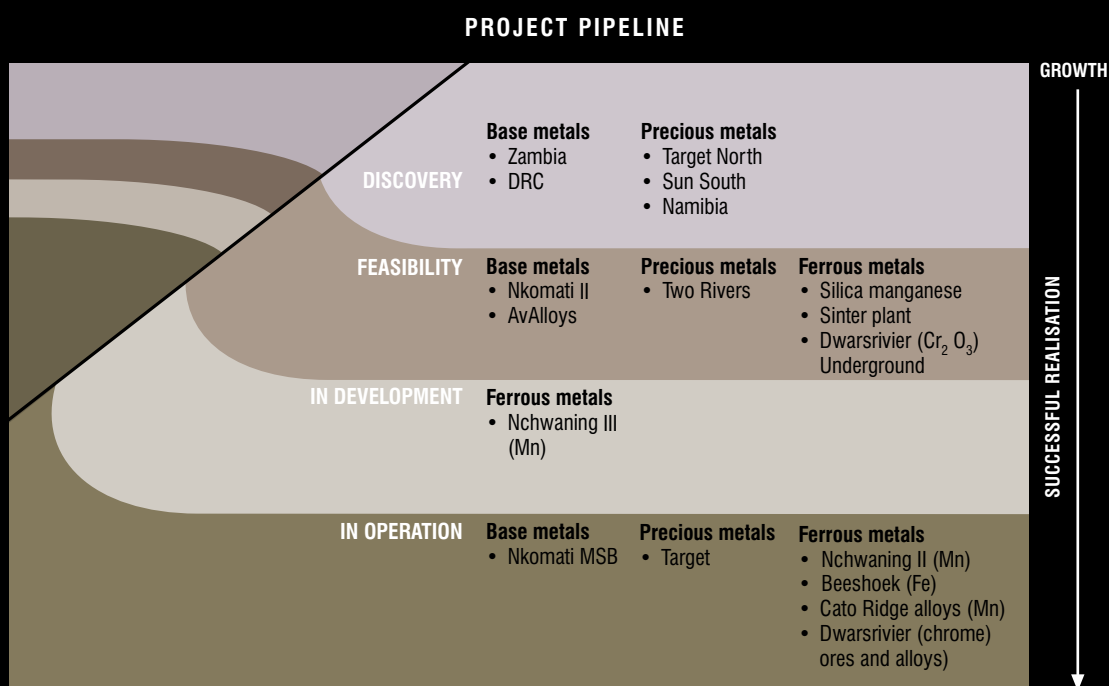 PROJECT PIPELINE
GROWTH
DISCOVERY
Base metals
• Zambia
• DRC
Precious metals
• Target North
• Sun South
• Namibia
FEASIBILITY
Base metals
• Nkomati II
• AvAlloys
Precious metals
• Two Rivers
Ferrous metals
• Silica manganese
• Sinter plant
• Dwarsrivier (Cr₂ O₃)
Underground
IN DEVELOPMENT
Ferrous metals
• Nchwaning III
(Mn)
IN OPERATION
Base metals
• Nkomati MSB
Precious metals
• Target
Ferrous metals
• Nchwaning II (Mn)
• Beeshoek (Fe)
• Cato Ridge alloys (Mn)
• Dwarsrivier (chrome)
ores and alloys)
SUCCESSFUL REALISATION